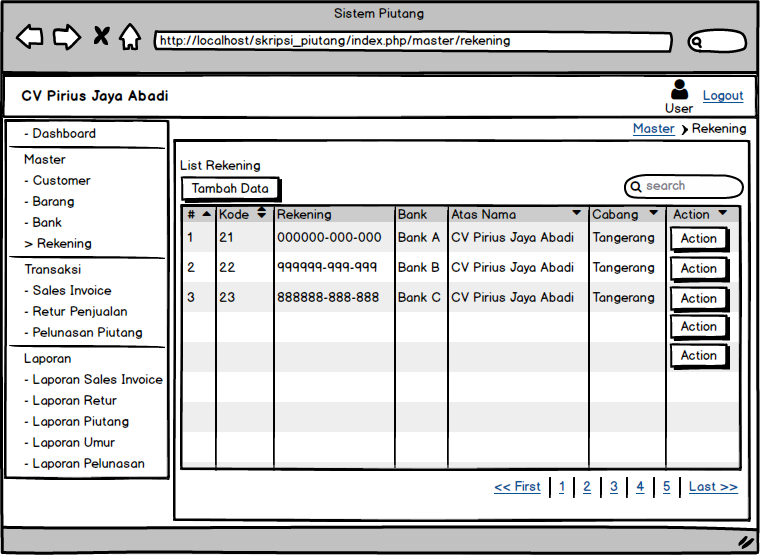 Sistem Piutang
http://localhost/skripsi_piutang/index.php/master/rekening
CV Pirius Jaya Abadi
User
Logout
Master Rekening
- Dashboard
Master
- Customer
- Barang
- Bank
> Rekening
Transaksi
- Sales Invoice
- Retur Penjualan
- Pelunasan Piutang
Laporan
- Laporan Sales Invoice
- Laporan Retur
- Laporan Piutang
- Laporan Umur
- Laporan Pelunasan
List Rekening
Tambah Data
search
# Kode Rekening Bank Atas Nama Cabang Action
1 21 000000-000-000 Bank A CV Pirius Jaya Abadi Tangerang Action
2 22 999999-999-999 Bank B CV Pirius Jaya Abadi Tangerang Action
3 23 888888-888-888 Bank C CV Pirius Jaya Abadi Tangerang Action
Action
Action
<< First | 1 | 2 | 3 | 4 | 5 | Last >>